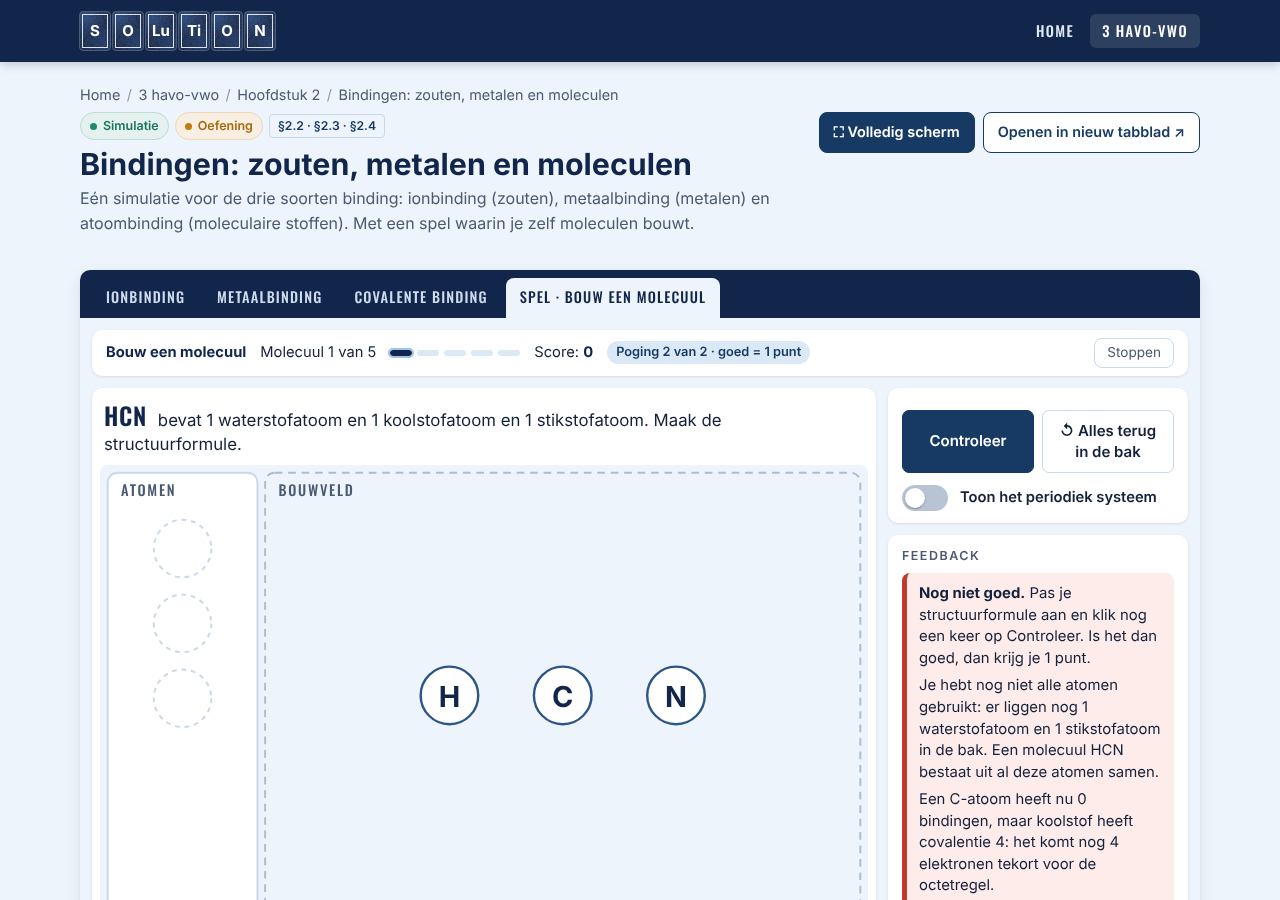 S O Lu Ti O N
HOME
3 HAVO-VWO
Home / 3 havo-vwo / Hoofdstuk 2 / Bindingen: zouten, metalen en moleculen
Simulatie
Oefening
§2.2 · §2.3 · §2.4
Volledig scherm
Openen in nieuw tabblad ↗
Bindingen: zouten, metalen en moleculen
Eén simulatie voor de drie soorten binding: ionbinding (zouten), metaalbinding (metalen) en
atoombinding (moleculaire stoffen). Met een spel waarin je zelf moleculen bouwt.
IONBINDING
METAALBINDING
COVALENTE BINDING
SPEL · BOUW EEN MOLECUUL
Bouw een molecuul
Molecuul 1 van 5
Score: 0
Poging 2 van 2 · goed = 1 punt
Stoppen
HCN bevat 1 waterstofatoom en 1 koolstofatoom en 1 stikstofatoom. Maak de
structuurformule.
ATOMEN
BOUWVELD
H
C
N
Controleer
↺ Alles terug
in de bak
Toon het periodiek systeem
FEEDBACK
Nog niet goed. Pas je
structuurformule aan en klik nog
een keer op Controleer. Is het dan
goed, dan krijg je 1 punt.
Je hebt nog niet alle atomen
gebruikt: er liggen nog 1
waterstofatoom en 1 stikstofatoom
in de bak. Een molecuul HCN
bestaat uit al deze atomen samen.
Een C-atoom heeft nu 0
bindingen, maar koolstof heeft
covalentie 4: het komt nog 4
elektronen tekort voor de
octetregel.